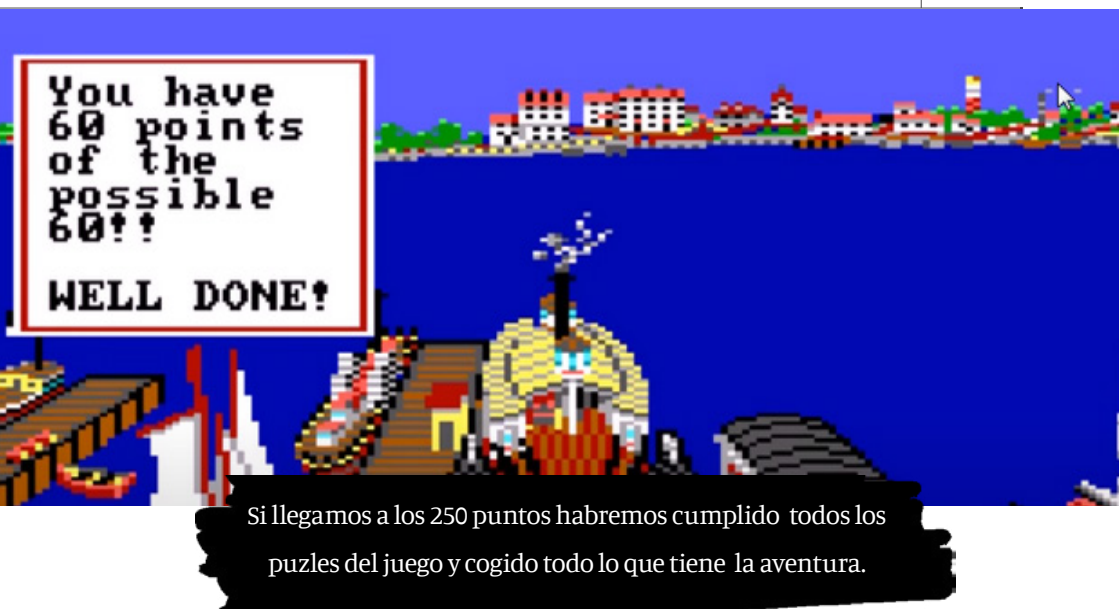 You have
60 points
of the
possible
60!!
WELL DONE!
Si llegamos a los 250 puntos habremos cumplido todos los
puzles del juego y cogido todo lo que tiene la aventura.